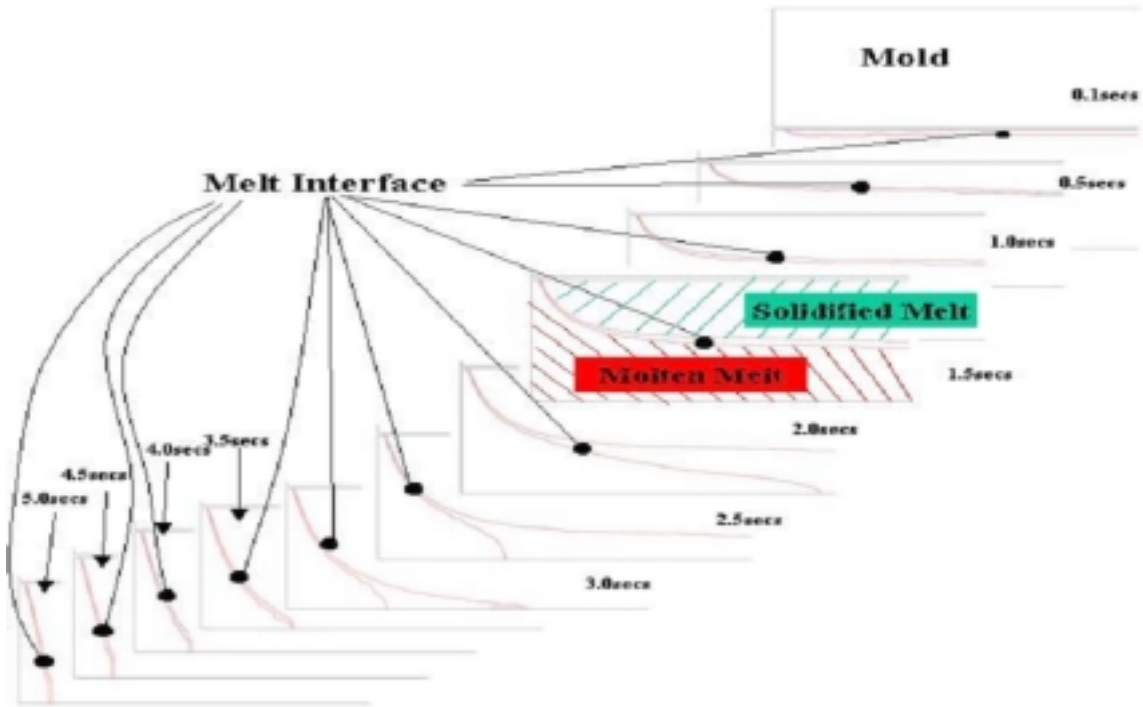 Mold
0.1secs
Melt Interface
0.5secs
1.0secs
Solidified Melt
Molten Melt
1.5secs
2.0secs
3.5secs
4.0secs
4.5secs
5.0secs
2.5secs
3.0secs